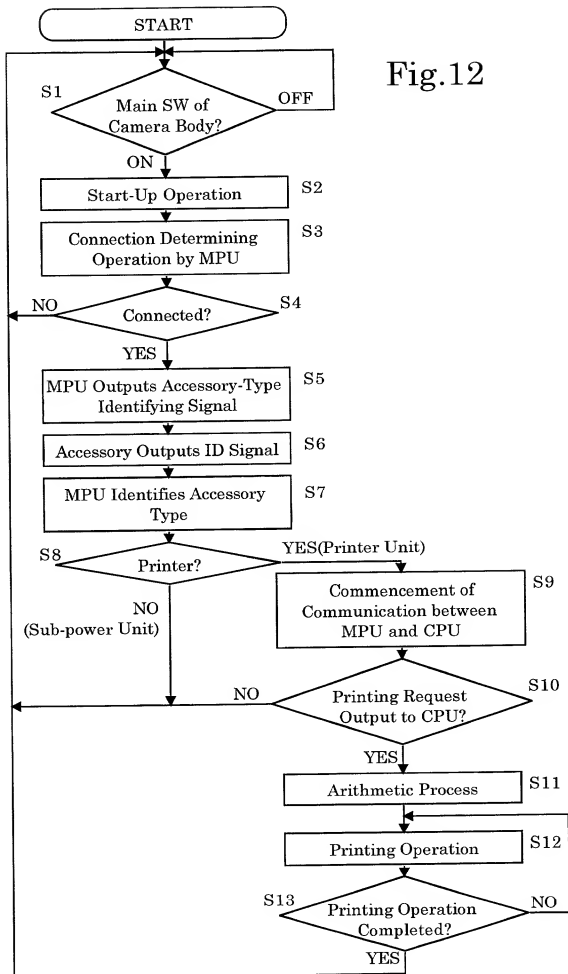 START
Fig.12
S1
Main SW of
Camera Body?
OFF
ON
Start-Up Operation
S2
Connection Determining
Operation by MPU
S3
NO
Connected?
S4
YES
MPU Outputs Accessory-Type
Identifying Signal
S5
Accessory Outputs ID Signal
S6
MPU Identifies Accessory
Type
S7
S8
Printer?
YES(Printer Unit)
NO
(Sub-power Unit)
Commencement of
Communication between
MPU and CPU
S9
NO
Printing Request
Output to CPU?
S10
YES
Arithmetic Process
S11
Printing Operation
S12
S13
Printing Operation
Completed?
NO
YES